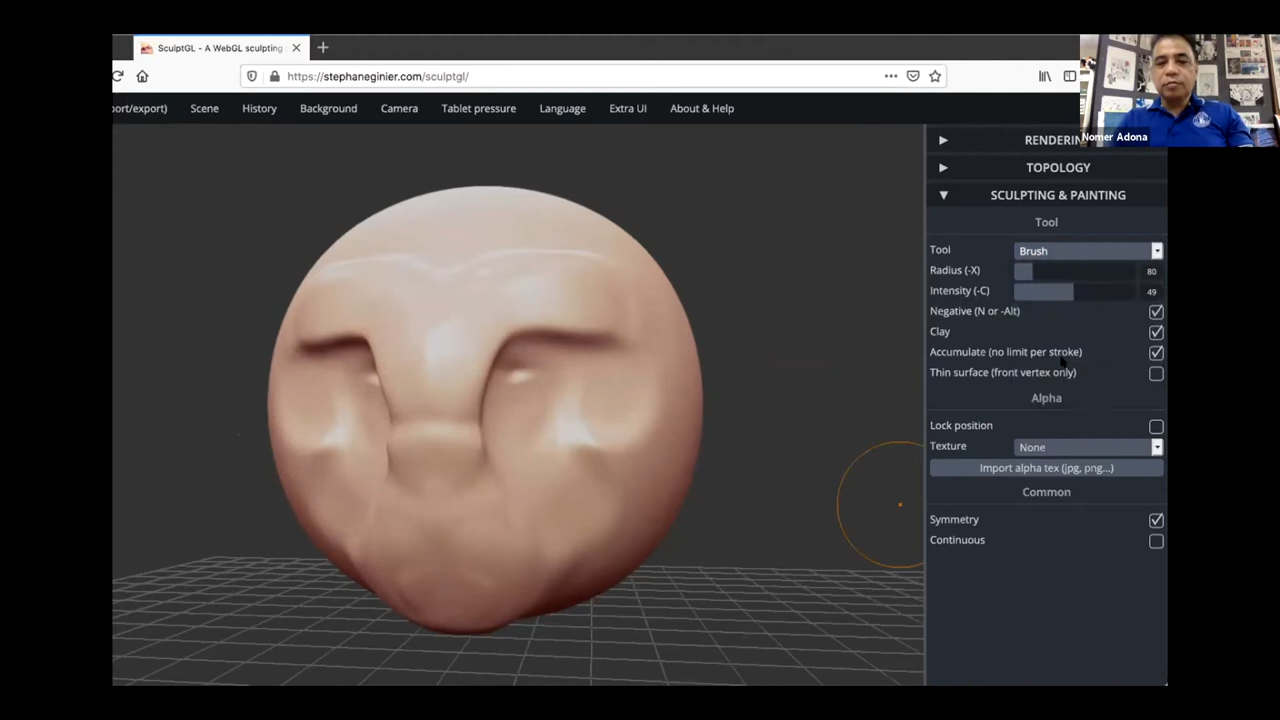 SculptGL - A WebGL sculpting
https://stephaneginier.com/sculptgl/
port/export) Scene History Background Camera Tablet pressure Language Extra UI About & Help
Nomer Adona
RENDERIN
TOPOLOGY
SCULPTING & PAINTING
Tool
Tool Brush
Radius (-X) 80
Intensity (-C) 49
Negative (N or -Alt)
Clay
Accumulate (no limit per stroke)
Thin surface (front vertex only)
Alpha
Lock position
Texture None
Import alpha tex (jpg, png...)
Common
Symmetry
Continuous